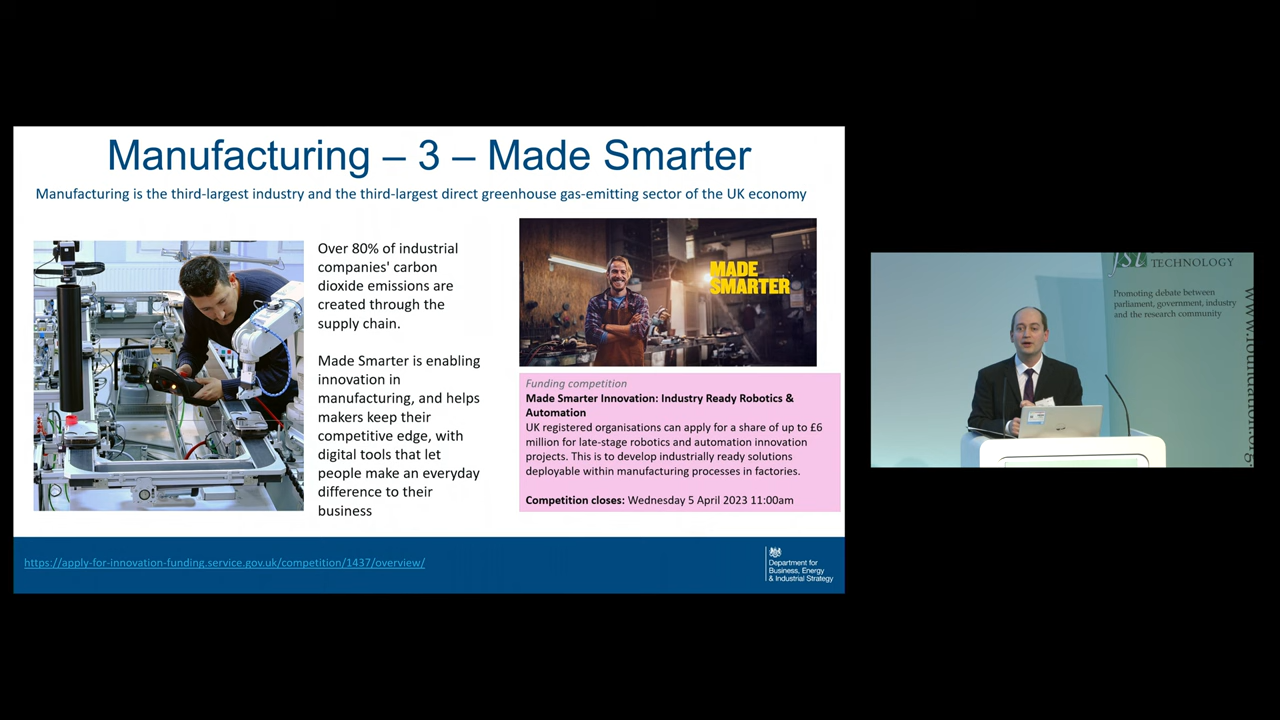 Manufacturing – 3 – Made Smarter
Manufacturing is the third-largest industry and the third-largest direct greenhouse gas-emitting sector of the UK economy
Over 80% of industrial
companies' carbon
dioxide emissions are
created through the
supply chain.
Made Smarter is enabling
innovation in
manufacturing, and helps
makers keep their
competitive edge, with
digital tools that let
people make an everyday
difference to their
business
MADE
SMARTER
Funding competition
Made Smarter Innovation: Industry Ready Robotics &
Automation
UK registered organisations can apply for a share of up to £6
million for late-stage robotics and automation innovation
projects. This is to develop industrially ready solutions
deployable within manufacturing processes in factories.
Competition closes: Wednesday 5 April 2023 11:00am
https://apply-for-innovation-funding.service.gov.uk/competition/1437/overview/
Department for
Business, Energy
& Industrial Strategy
TECHNOLOGY
Promoting debate between
parliament, government, industry
and the research community
www.foundation.org.